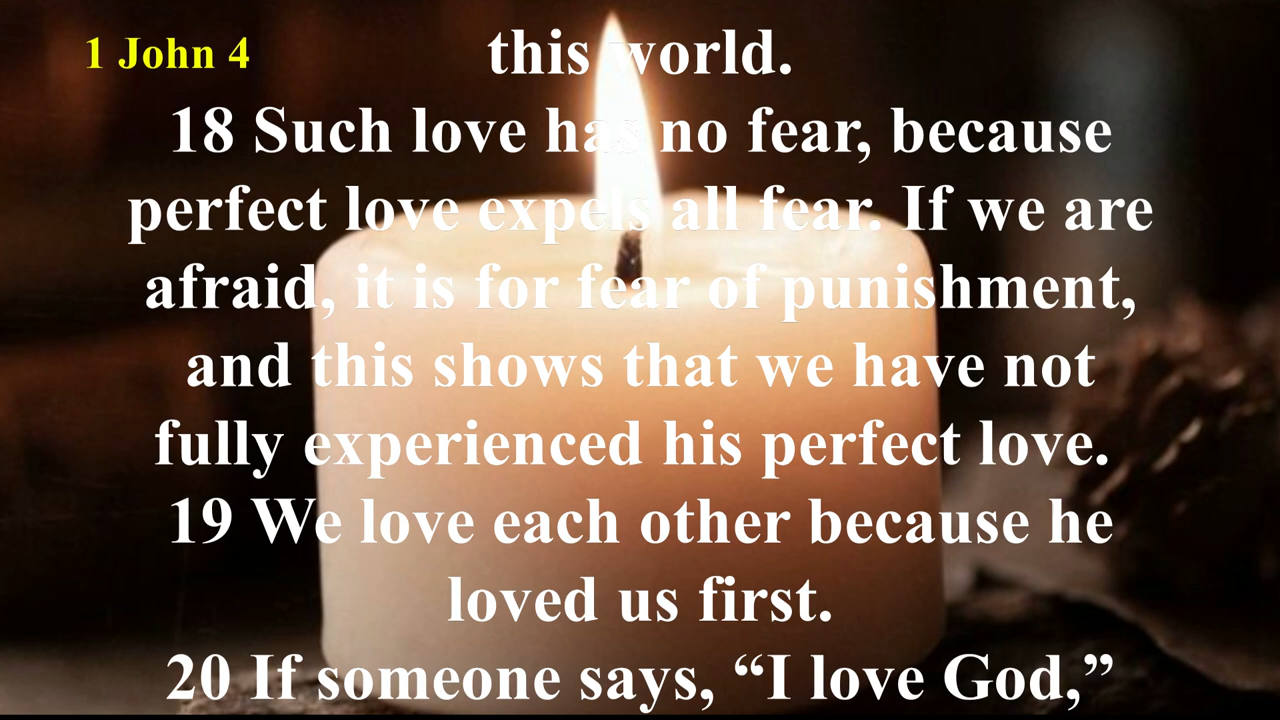 1 John 4
this world.
18 Such love has no fear, because
perfect love expels all fear. If we are
afraid, it is for fear of punishment,
and this shows that we have not
fully experienced his perfect love.
19 We love each other because he
loved us first.
20 If someone says, “I love God,”